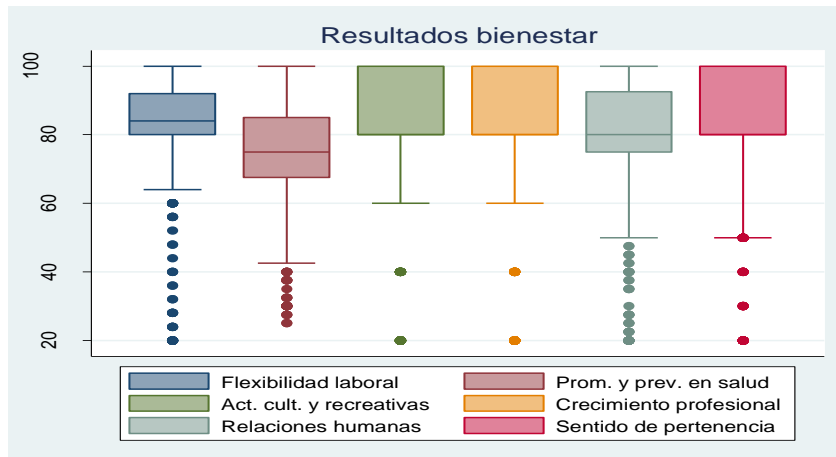 Resultados bienestar
100
80
60
40
20
Flexibilidad laboral
Prom. y prev. en salud
Act. cult. y recreativas
Crecimiento profesional
Relaciones humanas
Sentido de pertenencia